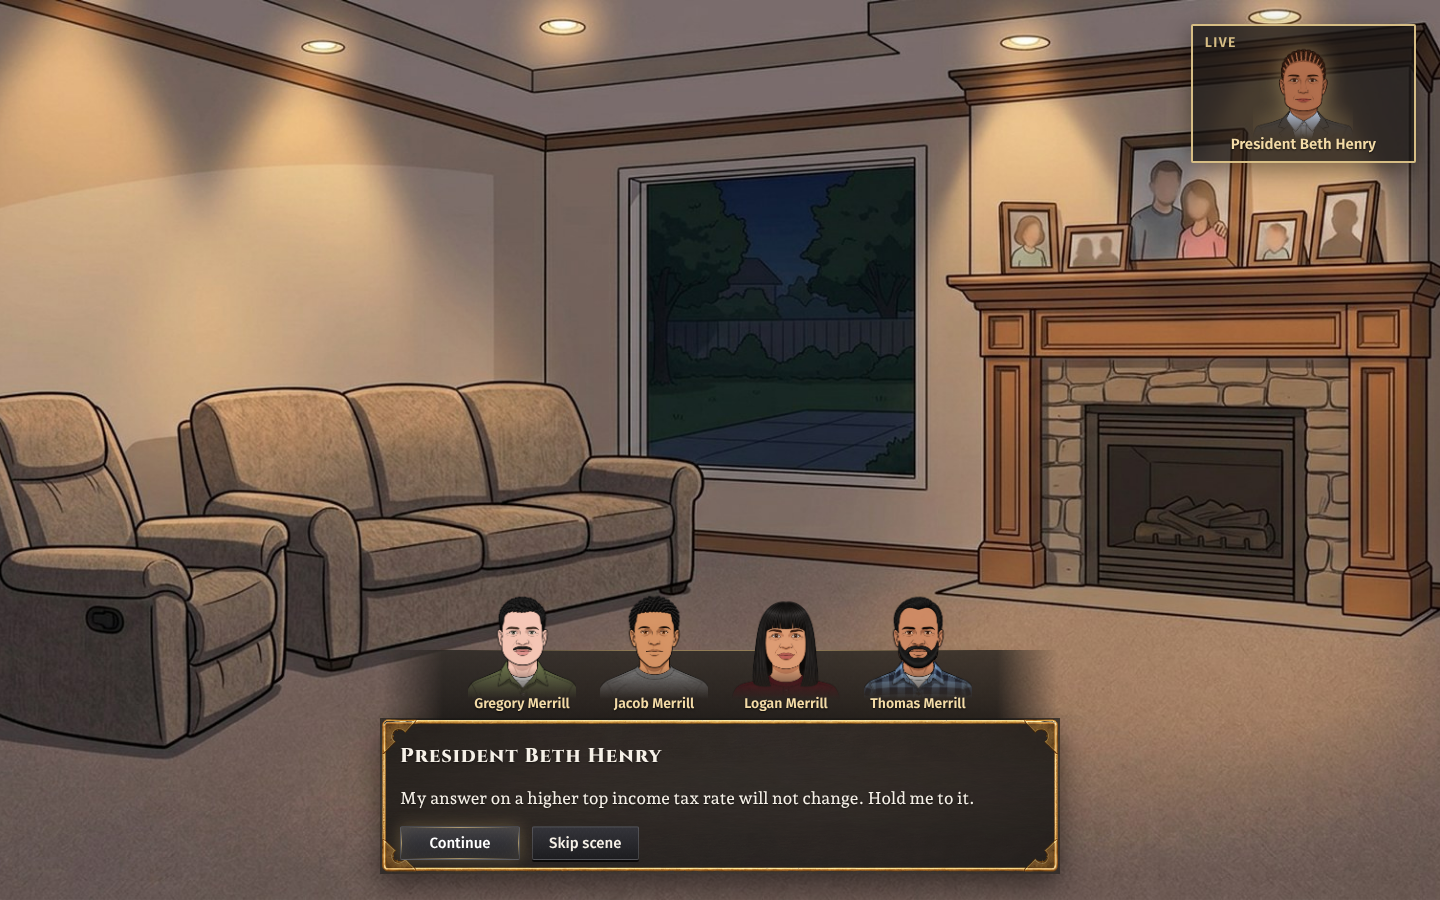 LIVE
President Beth Henry
Gregory Merrill
Jacob Merrill
Logan Merrill
Thomas Merrill
President Beth Henry
My answer on a higher top income tax rate will not change. Hold me to it.
Continue
Skip scene